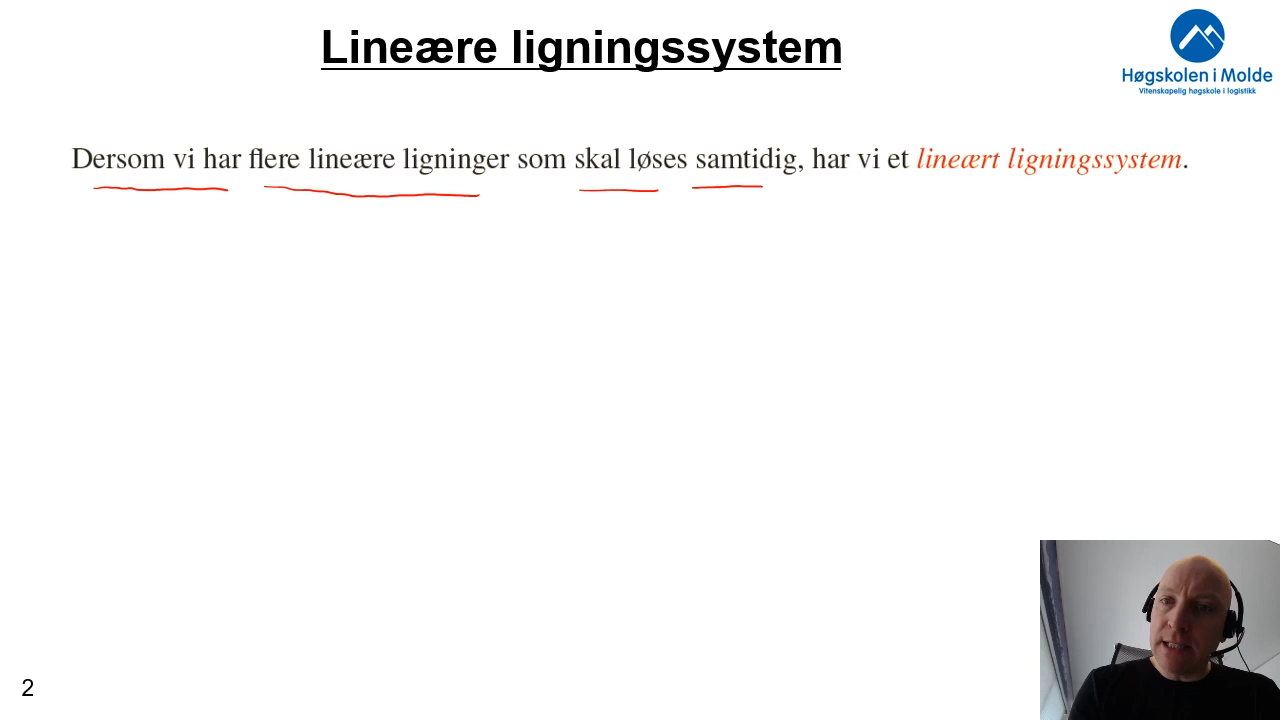 Lineære ligningssystem
Høgskolen i Molde
Vitenskapelig høgskole i logistikk
Dersom vi har flere lineære ligninger som skal løses samtidig, har vi et lineært ligningssystem.
2